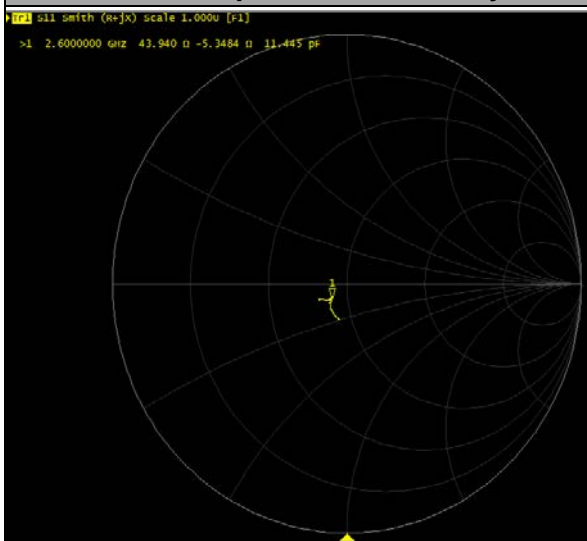 Tr1 S11 Smith (R+jX) Scale 1.000U [F1]
>1 2.6000000 GHz 43.940 Ω -5.3484 Ω 11.445 pF
1